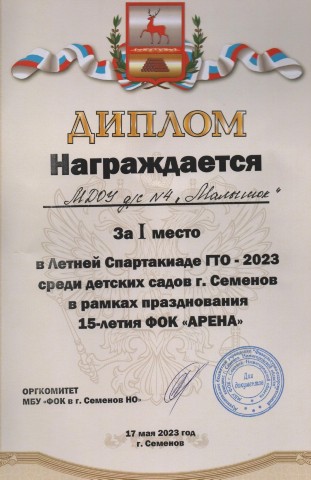 ДИПЛОМ
Награждается
МДОУ д/с №4 „Малышок"
За I место
в Летней Спартакиаде ГТО - 2023
среди детских садов г. Семенов
в рамках празднования
15-летия ФОК «АРЕНА»
ОРГКОМИТЕТ
МБУ «ФОК в г. Семенов НО»
Для
документов
17 мая 2023 год
г. Семенов